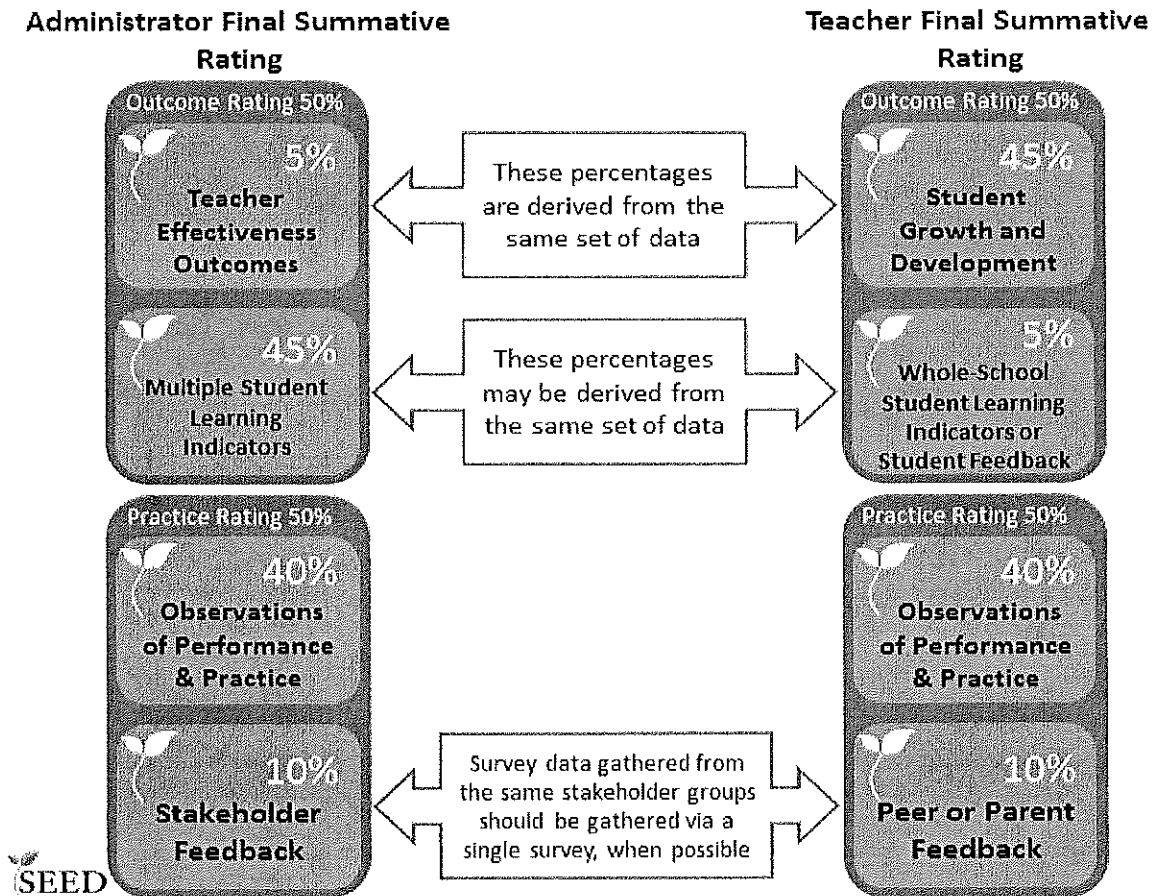 Administrator Final Summative
Rating
Outcome Rating 50%
5%
Teacher
Effectiveness
Outcomes
45%
Multiple Student
Learning
Indicators
Practice Rating 50%
40%
Observations
of Performance
& Practice
10%
Stakeholder
Feedback
These percentages
are derived from the
same set of data
These percentages
may be derived from
the same set of data
Survey data gathered from
the same stakeholder groups
should be gathered via a
single survey, when possible
Teacher Final Summative
Rating
Outcome Rating 50%
45%
Student
Growth and
Development
5%
Whole-School
Student Learning
Indicators or
Student Feedback
Practice Rating 50%
40%
Observations
of Performance
& Practice
10%
Peer or Parent
Feedback
SEED